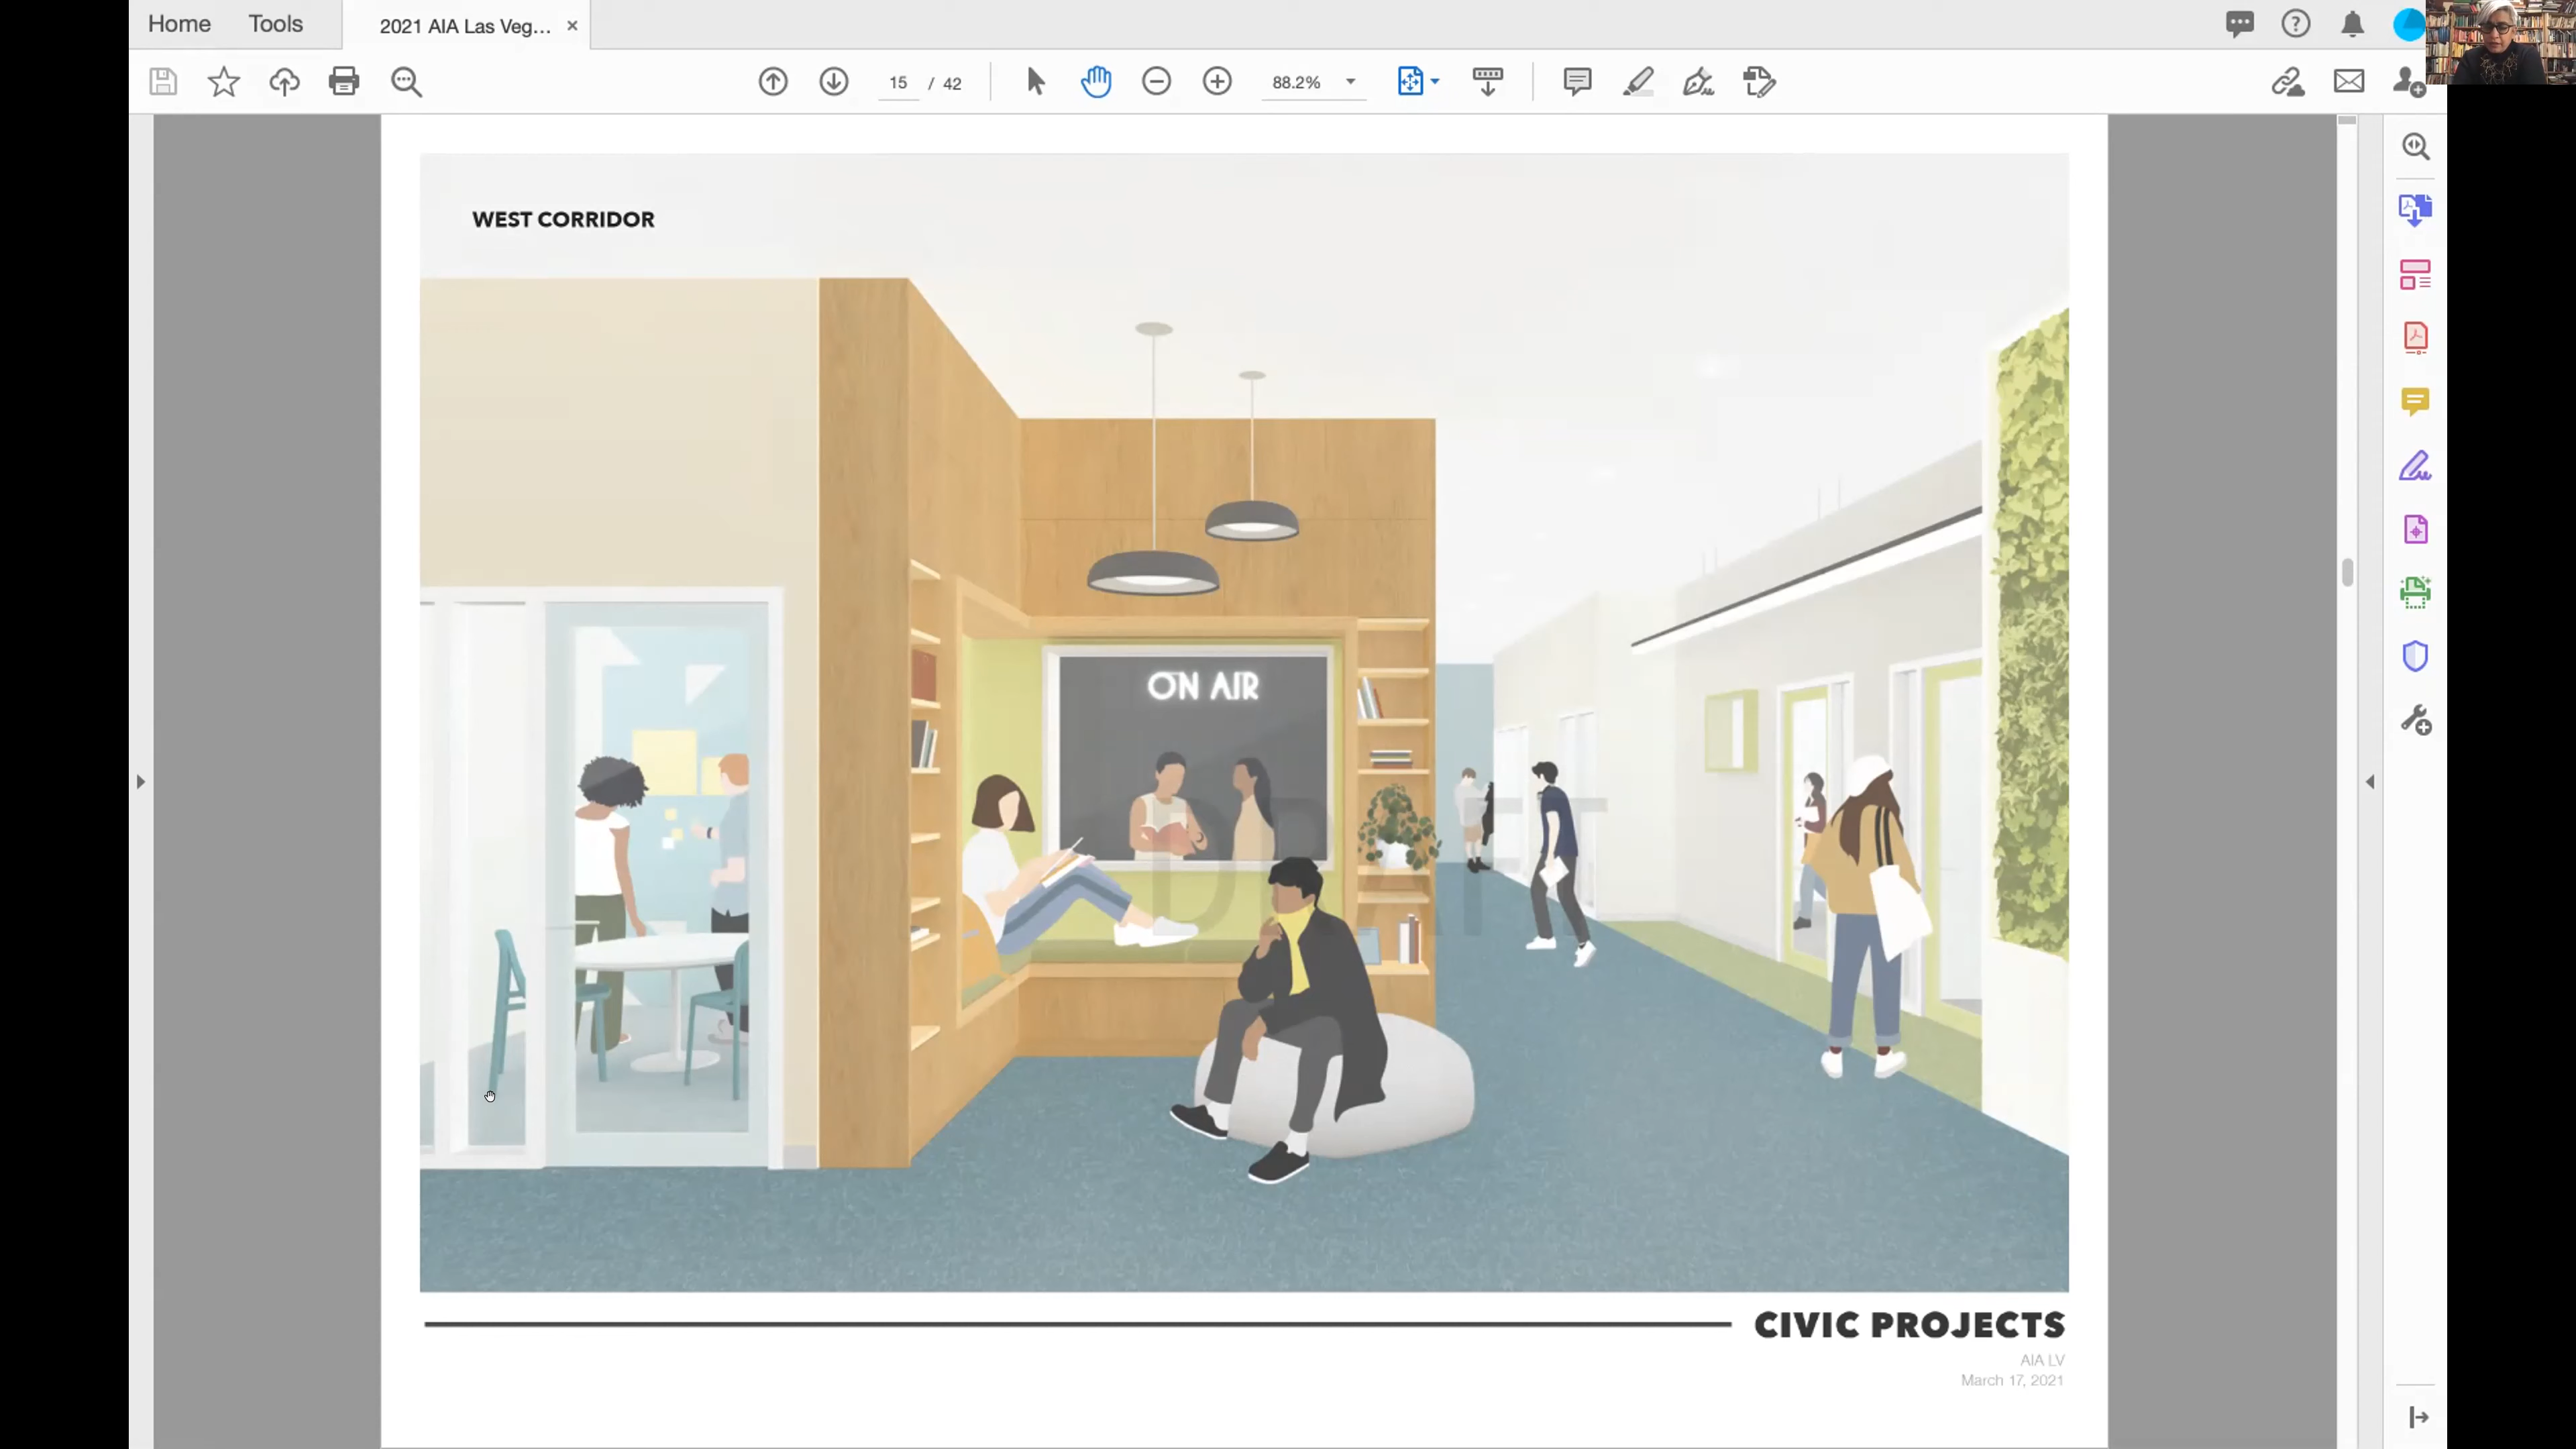 Home Tools 2021 AIA Las Veg...
15 / 42 88.2%
WEST CORRIDOR
ON AIR
DRAFT
CIVIC PROJECTS
AIA LV
March 17, 2021